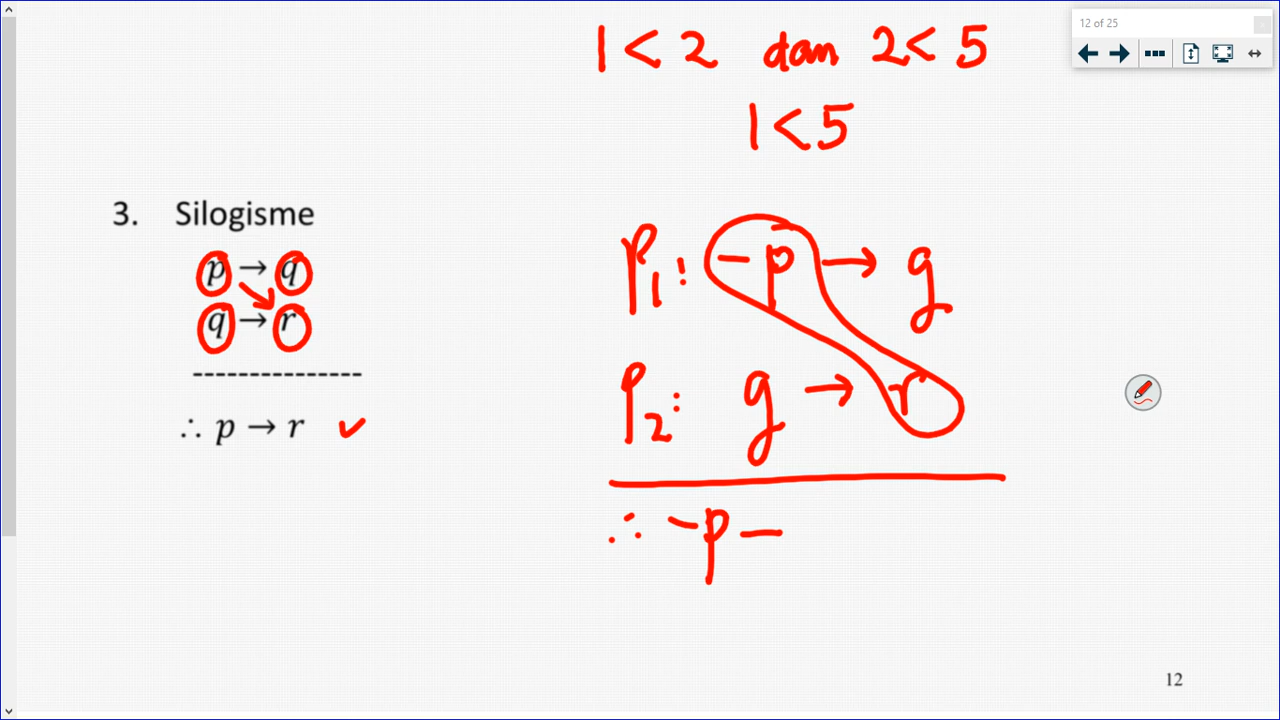 12 of 25
1 < 2 dan 2 < 5
1 < 5
3. Silogisme
p → q
q → r
---------------
∴ p → r ✓
p₁: -p → q
p₂: q → r
∴ -p -
12